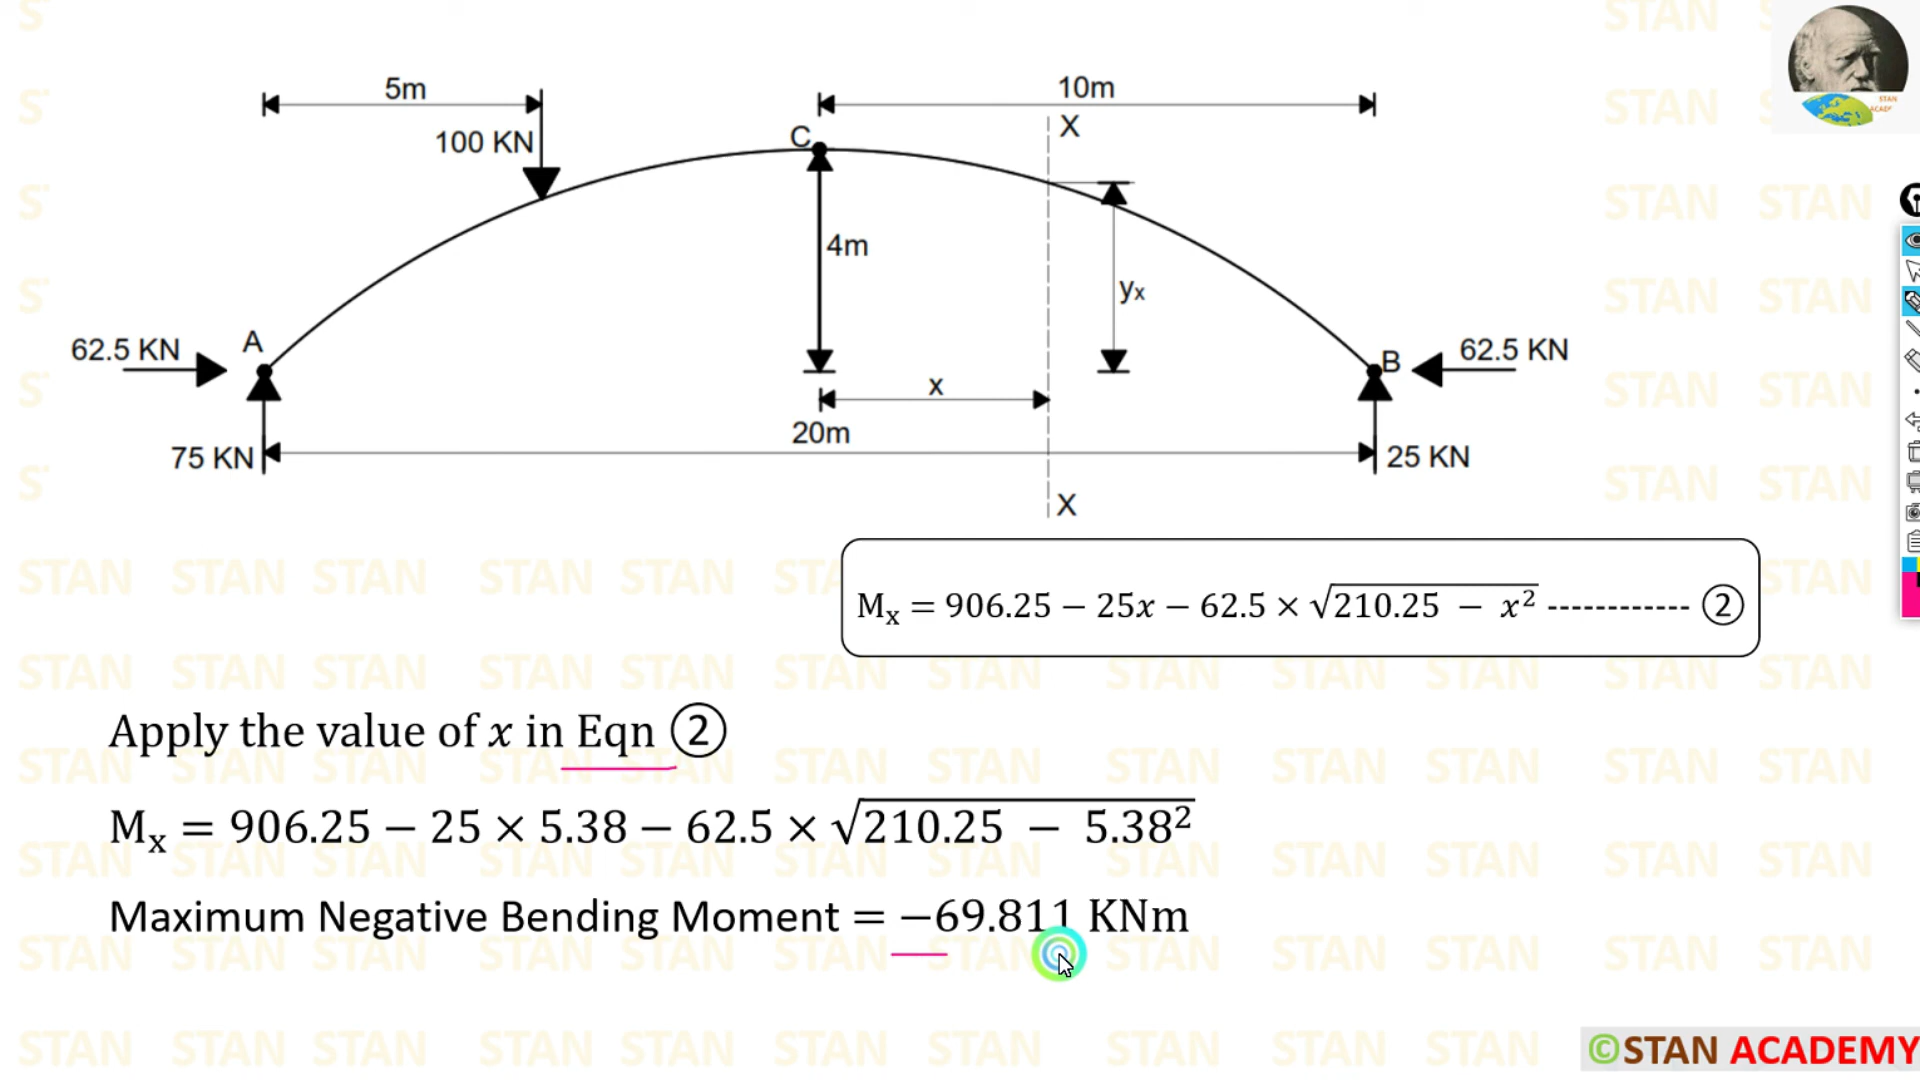 5m
10m
100 KN
C
X
4m
yx
62.5 KN
A
B
62.5 KN
x
20m
75 KN
25 KN
X
Mx = 906.25 − 25x − 62.5 × √210.25 − x² ------------ ②
Apply the value of x in Eqn ②
Mx = 906.25 − 25 × 5.38 − 62.5 × √210.25 − 5.38²
Maximum Negative Bending Moment = −69.811 KNm
©STAN ACADEMY